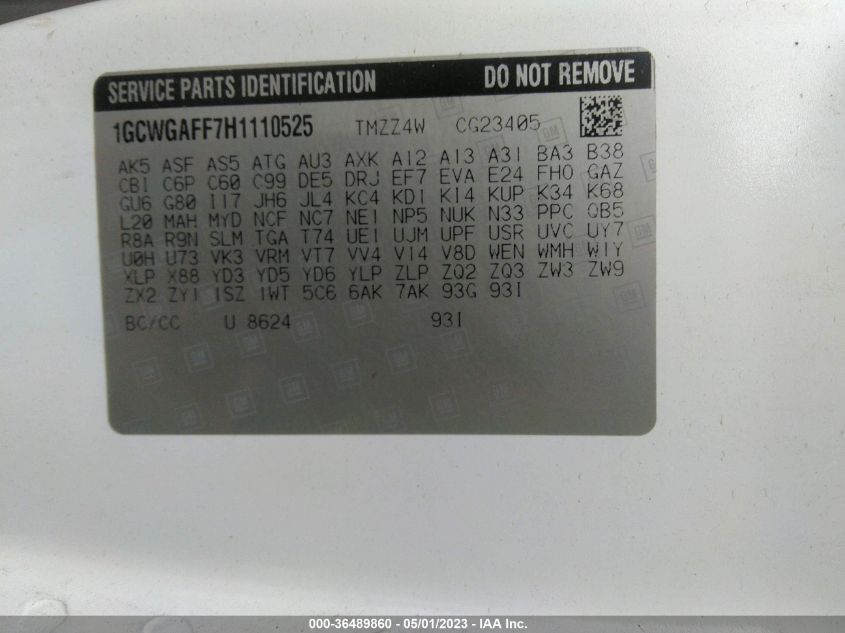 SERVICE PARTS IDENTIFICATION DO NOT REMOVE
1GCWGAFF7H1110525 TMZZ4W CG23405
AK5 ASF AS5 ATG AU3 AXK A12 A13 A31 BA3 B38
CB1 C6P C60 C99 DE5 DRJ EF7 EVA E24 FHO GAZ
GU6 G80 I17 JH6 JL4 KC4 KD1 K14 KUP K34 K68
L20 MAH MYD NCF NC7 NE1 NP5 NUK N33 PPC QB5
R8A R9N SLM TGA T74 UE1 UJM UPF USR UVC UY7
U0H U73 VK3 VRM VT7 VV4 V14 V8D WEN WMH W1Y
XLP X88 YD3 YD5 YD6 YLP ZLP ZQ2 ZQ3 ZW3 ZW9
ZX2 ZY1 1SZ 1WT 5C6 6AK 7AK 93G 93I
BC/CC U 8624 93I
000-36489860 - 05/01/2023 - IAA Inc.